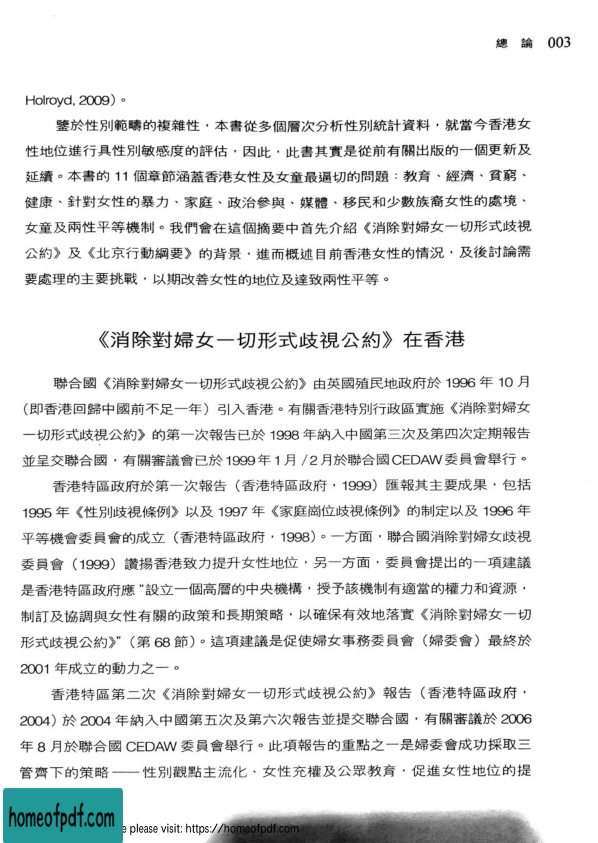 總 論 003
Holroyd, 2009)。
鑒於性別範疇的複雜性，本書從多個層次分析性別統計資料，就當今香港女
性地位進行具性別敏感度的評估，因此，此書其實是從前有關出版的一個更新及
延續。本書的 11 個章節涵蓋香港女性及女童最逼切的問題：教育、經濟、貧窮、
健康、針對女性的暴力、家庭、政治參與、媒體、移民和少數族裔女性的處境、
女童及兩性平等機制。我們會在這個摘要中首先介紹《消除對婦女一切形式歧視
公約》及《北京行動綱要》的背景，進而概述目前香港女性的情況，及後討論需
要處理的主要挑戰，以期改善女性的地位及達致兩性平等。
《消除對婦女一切形式歧視公約》在香港
聯合國《消除對婦女一切形式歧視公約》由英國殖民地政府於 1996 年 10 月
（即香港回歸中國前不足一年）引入香港。有關香港特別行政區實施《消除對婦女
一切形式歧視公約》的第一次報告已於 1998 年納入中國第三次及第四次定期報告
並呈交聯合國，有關審議會已於 1999 年 1 月 / 2 月於聯合國 CEDAW 委員會舉行。
香港特區政府於第一次報告（香港特區政府，1999）匯報其主要成果，包括
1995 年《性別歧視條例》以及 1997 年《家庭崗位歧視條例》的制定以及 1996 年
平等機會委員會的成立（香港特區政府，1998）。一方面，聯合國消除對婦女歧視
委員會（1999）讚揚香港致力提升女性地位，另一方面，委員會提出的一項建議
是香港特區政府應“設立一個高層的中央機構，授予該機制有適當的權力和資源，
制訂及協調與女性有關的政策和長期策略，以確保有效地落實《消除對婦女一切
形式歧視公約》”（第 68 節）。這項建議是促使婦女事務委員會（婦委會）最終於
2001 年成立的動力之一。
香港特區第二次《消除對婦女一切形式歧視公約》報告（香港特區政府，
2004）於 2004 年納入中國第五次及第六次報告並提交聯合國，有關審議於 2006
年 8 月於聯合國 CEDAW 委員會舉行。此項報告的重點之一是婦委會成功採取三
管齊下的策略——性別觀點主流化、女性充權及公眾教育，促進女性地位的提
homeofpdf.com
e please visit: https://homeofpdf.com